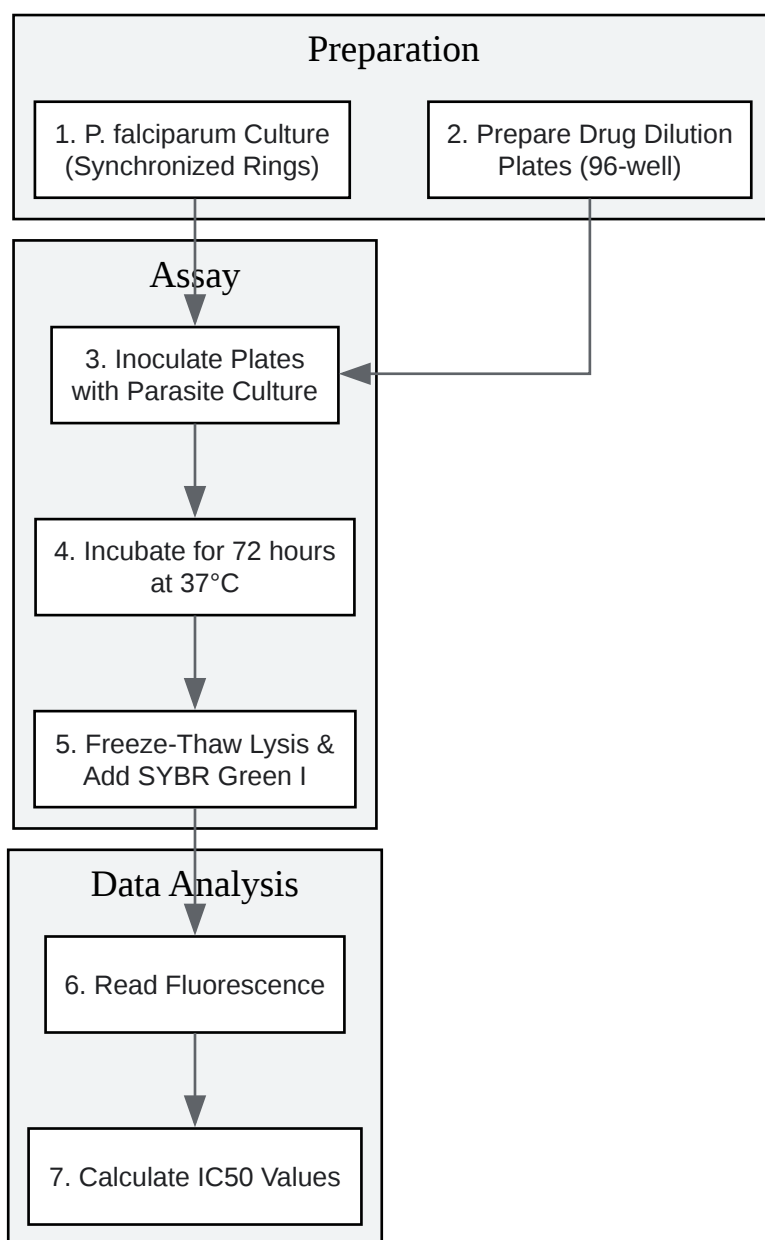 Preparation
1. P. falciparum Culture
(Synchronized Rings)
2. Prepare Drug Dilution
Plates (96-well)
Assay
3. Inoculate Plates
with Parasite Culture
4. Incubate for 72 hours
at 37°C
5. Freeze-Thaw Lysis &
Add SYBR Green I
Data Analysis
6. Read Fluorescence
7. Calculate IC50 Values